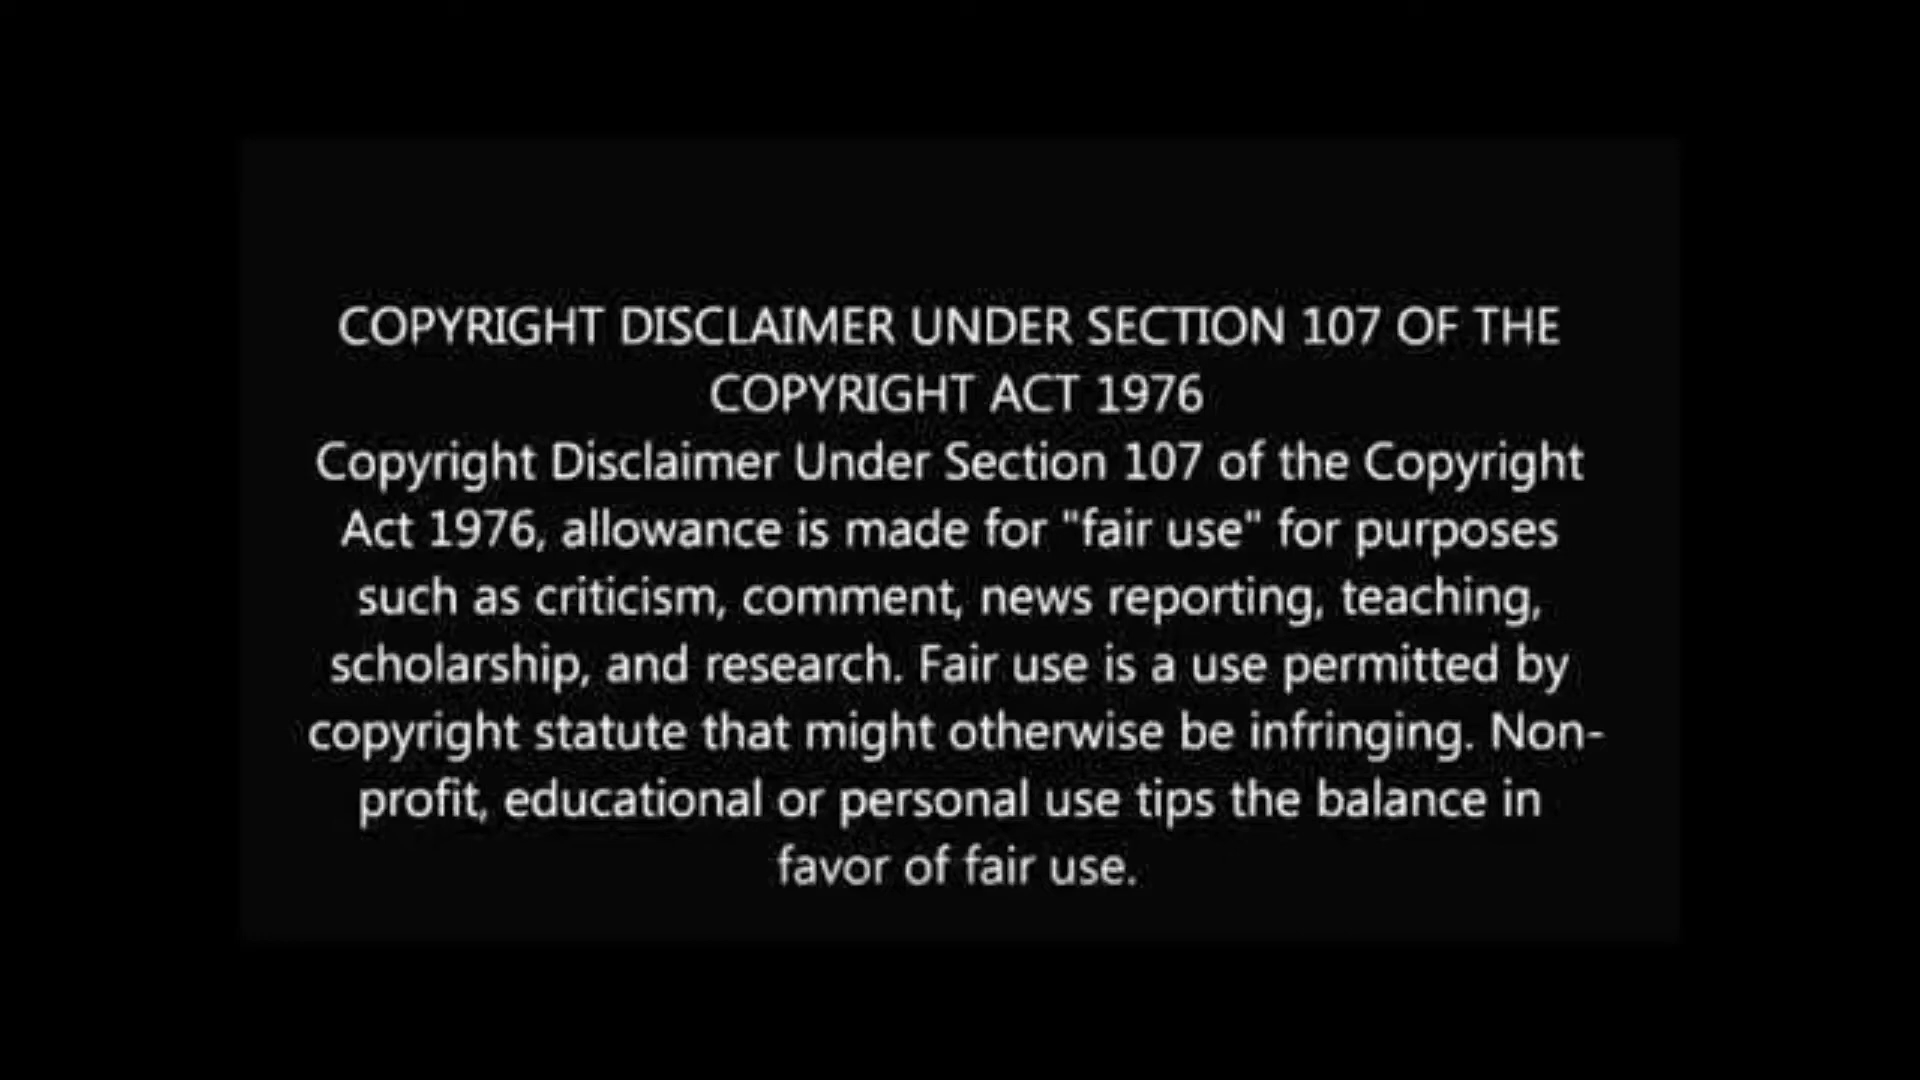 COPYRIGHT DISCLAIMER UNDER SECTION 107 OF THE
COPYRIGHT ACT 1976
Copyright Disclaimer Under Section 107 of the Copyright
Act 1976, allowance is made for "fair use" for purposes
such as criticism, comment, news reporting, teaching,
scholarship, and research. Fair use is a use permitted by
copyright statute that might otherwise be infringing. Non-
profit, educational or personal use tips the balance in
favor of fair use.